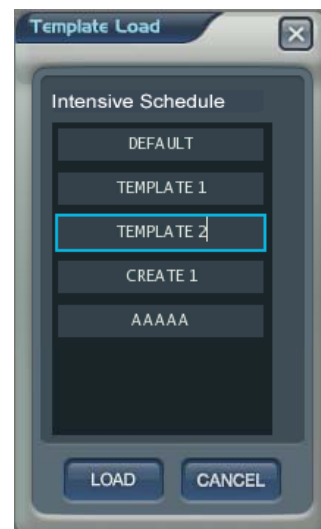 Template Load
Intensive Schedule
DEFAULT
TEMPLATE 1
TEMPLATE 2
CREATE 1
AAAAA
LOAD
CANCEL